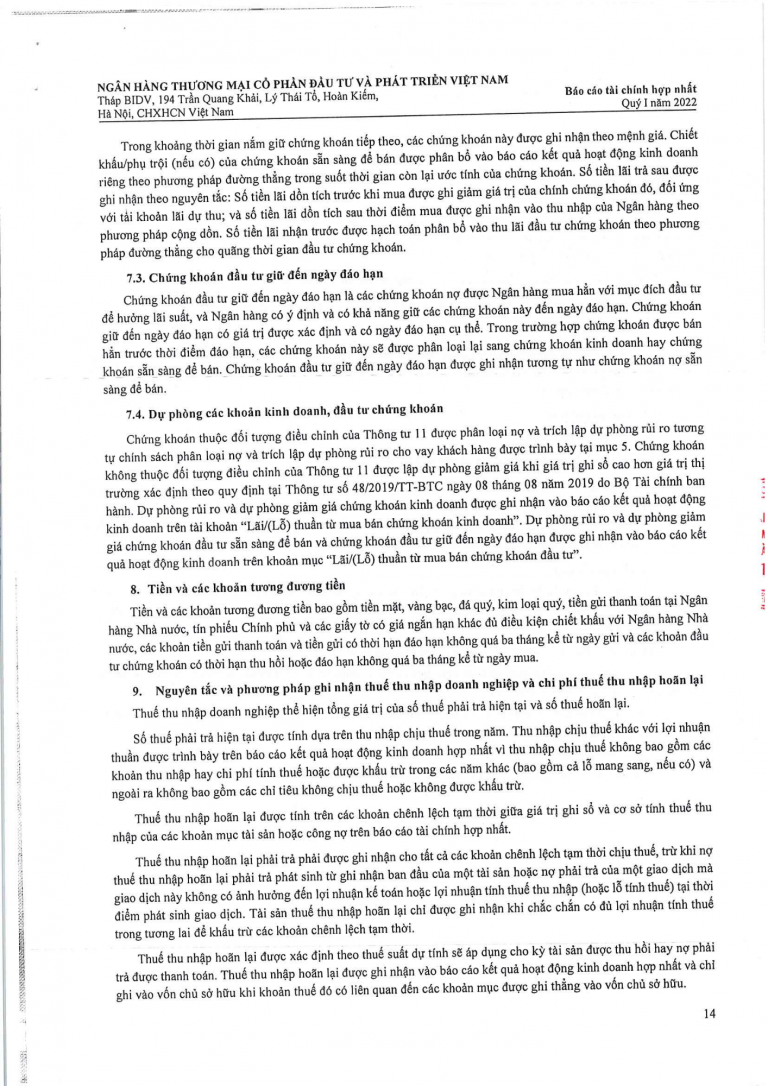 NGÂN HÀNG THƯƠNG MẠI CỔ PHẦN ĐẦU TƯ VÀ PHÁT TRIỂN VIỆT NAM
Tháp BIDV, 194 Trần Quang Khải, Lý Thái Tổ, Hoàn Kiếm,
Hà Nội, CHXHCN Việt Nam
Báo cáo tài chính hợp nhất
Quý I năm 2022
Trong khoảng thời gian nắm giữ chứng khoán tiếp theo, các chứng khoán này được ghi nhận theo mệnh giá. Chiết
khấu/phụ trội (nếu có) của chứng khoán sẵn sàng để bán được phân bổ vào báo cáo kết quả hoạt động kinh doanh
riêng theo phương pháp đường thẳng trong suốt thời gian còn lại ước tính của chứng khoán. Số tiền lãi trả sau được
ghi nhận theo nguyên tắc: Số tiền lãi dồn tích trước khi mua được ghi giảm giá trị của chính chứng khoán đó, đối ứng
với tài khoản lãi dự thu; và số tiền lãi dồn tích sau thời điểm mua được ghi nhận vào thu nhập của Ngân hàng theo
phương pháp cộng dồn. Số tiền lãi nhận trước được hạch toán phân bổ vào thu lãi đầu tư chứng khoán theo phương
pháp đường thẳng cho quãng thời gian đầu tư chứng khoán.
7.3. Chứng khoán đầu tư giữ đến ngày đáo hạn
Chứng khoán đầu tư giữ đến ngày đáo hạn là các chứng khoán nợ được Ngân hàng mua hẳn với mục đích đầu tư
để hưởng lãi suất, và Ngân hàng có ý định và có khả năng giữ các chứng khoán này đến ngày đáo hạn. Chứng khoán
giữ đến ngày đáo hạn có giá trị được xác định và có ngày đáo hạn cụ thể. Trong trường hợp chứng khoán được bán
hẳn trước thời điểm đáo hạn, các chứng khoán này sẽ được phân loại lại sang chứng khoán kinh doanh hay chứng
khoán sẵn sàng để bán. Chứng khoán đầu tư giữ đến ngày đáo hạn được ghi nhận tương tự như chứng khoán nợ sẵn
sàng để bán.
7.4. Dự phòng các khoản kinh doanh, đầu tư chứng khoán
Chứng khoán thuộc đối tượng điều chỉnh của Thông tư 11 được phân loại nợ và trích lập dự phòng rủi ro tương
tự chính sách phân loại nợ và trích lập dự phòng rủi ro cho vay khách hàng được trình bày tại mục 5. Chứng khoán
không thuộc đối tượng điều chỉnh của Thông tư 11 được lập dự phòng giảm giá khi giá trị ghi sổ cao hơn giá trị thị
trường xác định theo quy định tại Thông tư số 48/2019/TT-BTC ngày 08 tháng 08 năm 2019 do Bộ Tài chính ban
hành. Dự phòng rủi ro và dự phòng giảm giá chứng khoán kinh doanh được ghi nhận vào báo cáo kết quả hoạt động
kinh doanh trên tài khoản “Lãi/(Lỗ) thuần từ mua bán chứng khoán kinh doanh”. Dự phòng rủi ro và dự phòng giảm
giá chứng khoán đầu tư sẵn sàng để bán và chứng khoán đầu tư giữ đến ngày đáo hạn được ghi nhận vào báo cáo kết
quả hoạt động kinh doanh trên khoản mục “Lãi/(Lỗ) thuần từ mua bán chứng khoán đầu tư”.
8. Tiền và các khoản tương đương tiền
Tiền và các khoản tương đương tiền bao gồm tiền mặt, vàng bạc, đá quý, kim loại quý, tiền gửi thanh toán tại Ngân
hàng Nhà nước, tín phiếu Chính phủ và các giấy tờ có giá ngắn hạn khác đủ điều kiện chiết khấu với Ngân hàng Nhà
nước, các khoản tiền gửi thanh toán và tiền gửi có thời hạn đáo hạn không quá ba tháng kể từ ngày gửi và các khoản đầu
tư chứng khoán có thời hạn thu hồi hoặc đáo hạn không quá ba tháng kể từ ngày mua.
9. Nguyên tắc và phương pháp ghi nhận thuế thu nhập doanh nghiệp và chi phí thuế thu nhập hoãn lại
Thuế thu nhập doanh nghiệp thể hiện tổng giá trị của số thuế phải trả hiện tại và số thuế hoãn lại.
Số thuế phải trả hiện tại được tính dựa trên thu nhập chịu thuế trong năm. Thu nhập chịu thuế khác với lợi nhuận
thuần được trình bày trên báo cáo kết quả hoạt động kinh doanh hợp nhất vì thu nhập chịu thuế không bao gồm các
khoản thu nhập hay chi phí tính thuế hoặc được khấu trừ trong các năm khác (bao gồm cả lỗ mang sang, nếu có) và
ngoài ra không bao gồm các chỉ tiêu không chịu thuế hoặc không được khấu trừ.
Thuế thu nhập hoãn lại được tính trên các khoản chênh lệch tạm thời giữa giá trị ghi sổ và cơ sở tính thuế thu
nhập của các khoản mục tài sản hoặc công nợ trên báo cáo tài chính hợp nhất.
Thuế thu nhập hoãn lại phải trả phải được ghi nhận cho tất cả các khoản chênh lệch tạm thời chịu thuế, trừ khi nợ
thuế thu nhập hoãn lại phải trả phát sinh từ ghi nhận ban đầu của một tài sản hoặc nợ phải trả của một giao dịch mà
giao dịch này không có ảnh hưởng đến lợi nhuận kế toán hoặc lợi nhuận tính thuế thu nhập (hoặc lỗ tính thuế) tại thời
điểm phát sinh giao dịch. Tài sản thuế thu nhập hoãn lại chỉ được ghi nhận khi chắc chắn có đủ lợi nhuận tính thuế
trong tương lai để khấu trừ các khoản chênh lệch tạm thời.
Thuế thu nhập hoãn lại được xác định theo thuế suất dự tính sẽ áp dụng cho kỳ tài sản được thu hồi hay nợ phải
trả được thanh toán. Thuế thu nhập hoãn lại được ghi nhận vào báo cáo kết quả hoạt động kinh doanh hợp nhất và chỉ
ghi vào vốn chủ sở hữu khi khoản thuế đó có liên quan đến các khoản mục được ghi thẳng vào vốn chủ sở hữu.
14